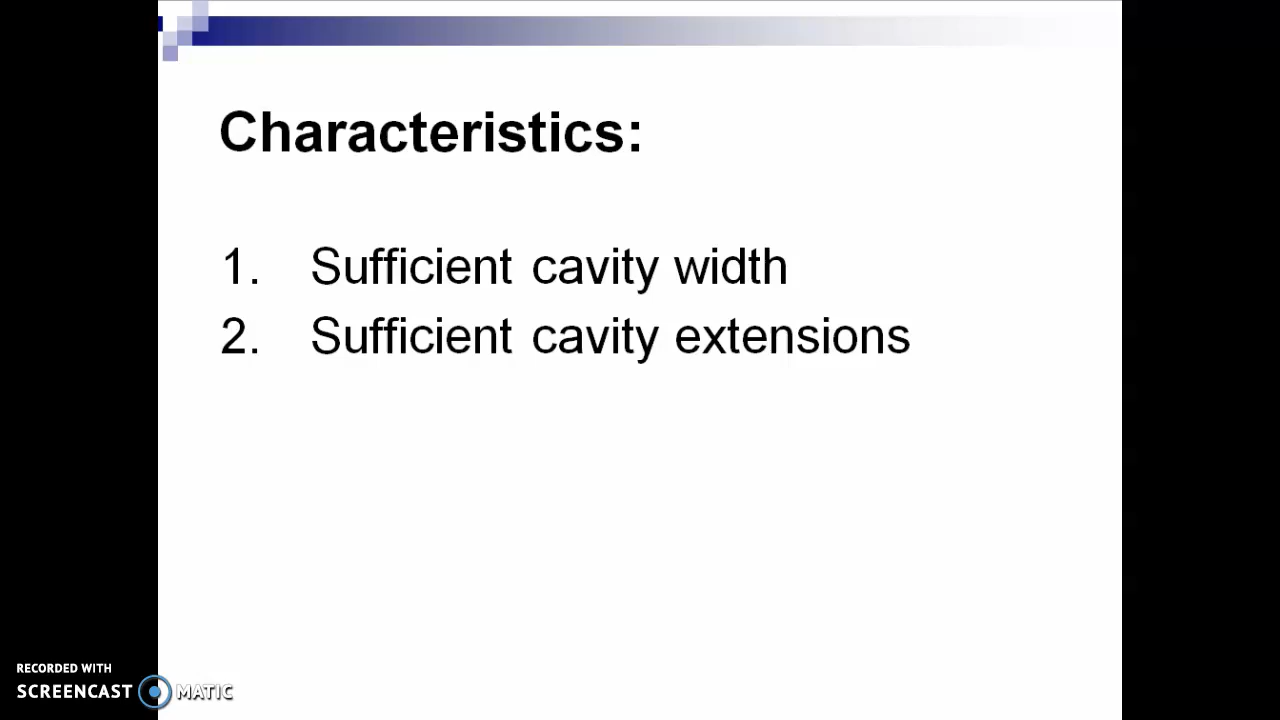 Characteristics:
1. Sufficient cavity width
2. Sufficient cavity extensions
RECORDED WITH
SCREENCAST MATIC